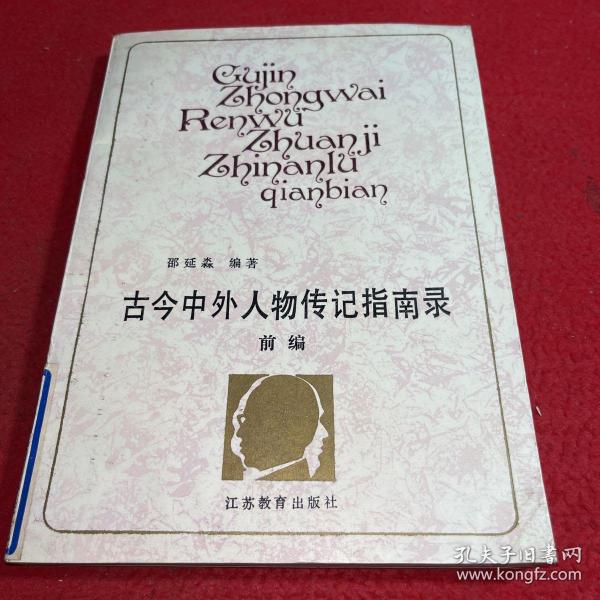 Gujin
Zhongwai
Renwu
Zhuanji
Zhinanlu
qianbian
邵延淼 编著
古今中外人物传记指南录
前编
江苏教育出版社
孔夫子旧书网
www.kongfz.com